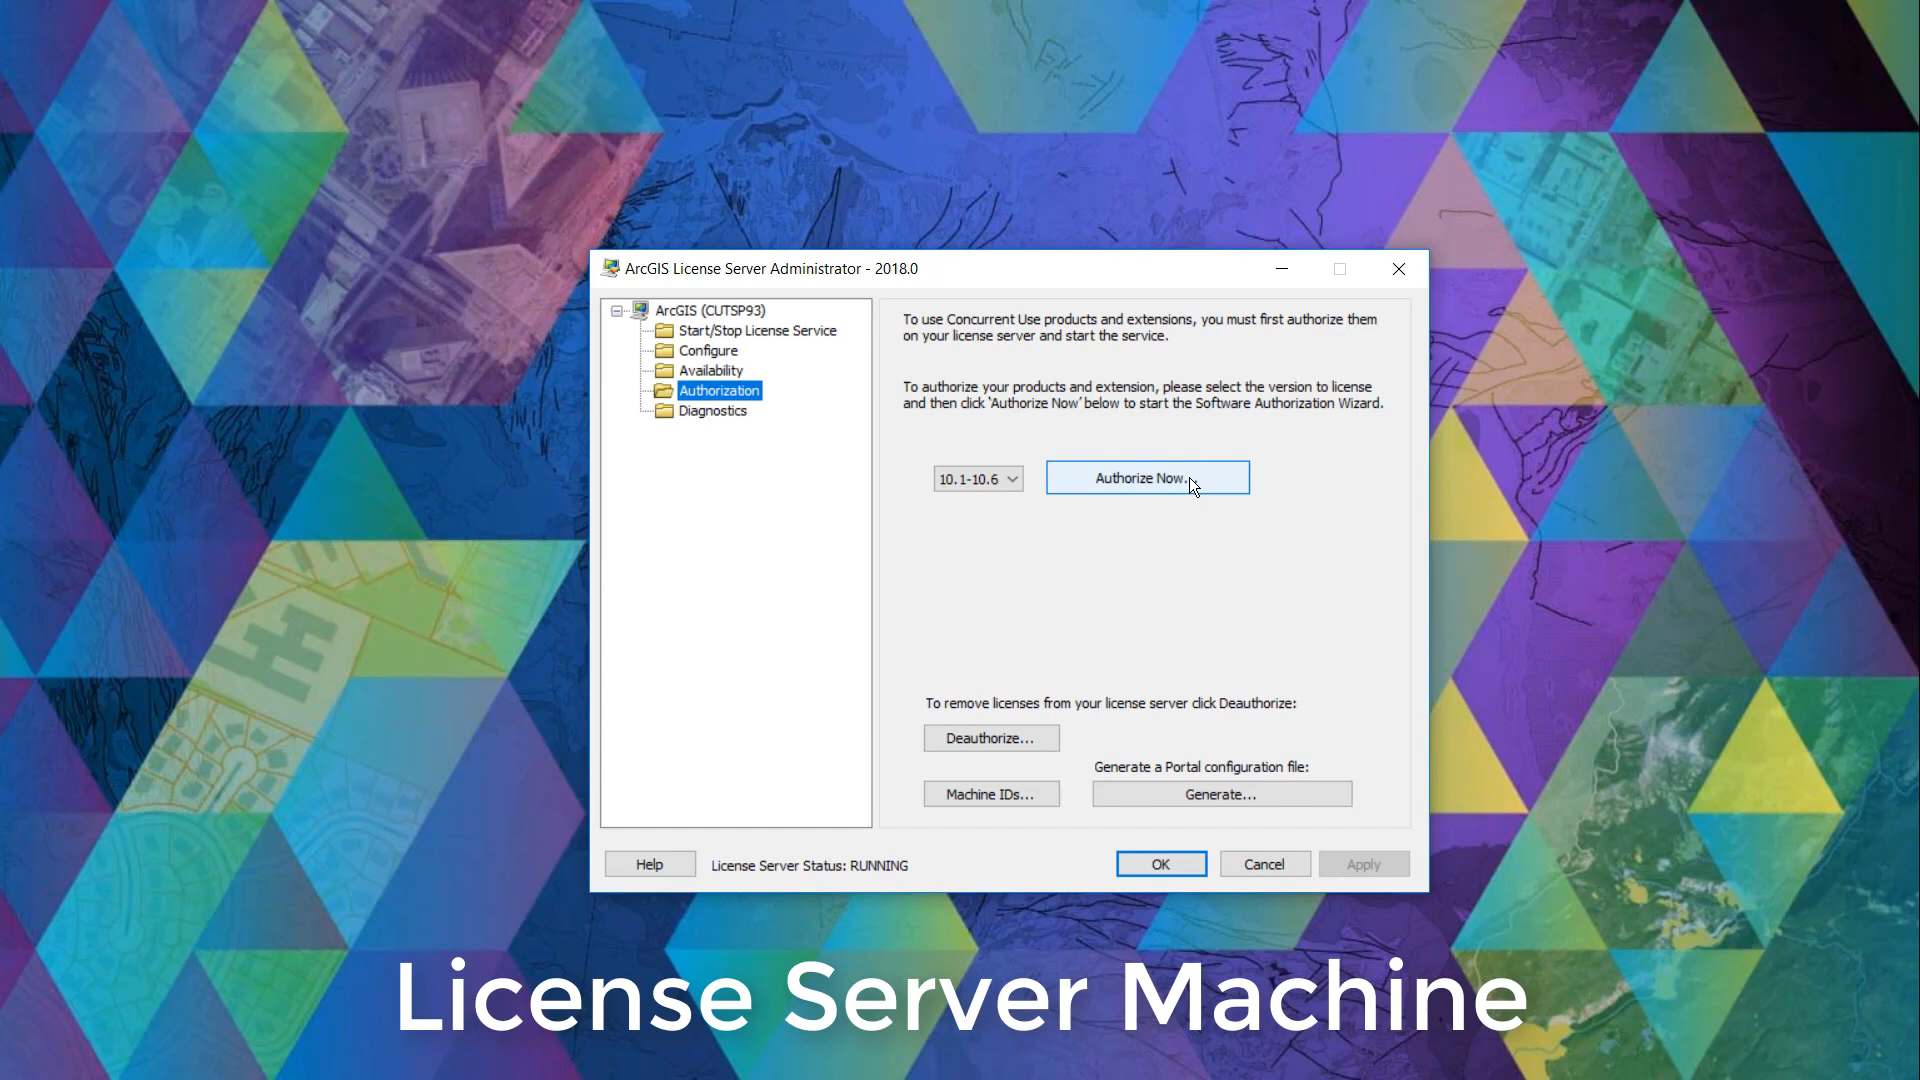 ArcGIS License Server Administrator - 2018.0
ArcGIS (CUTSP93)
Start/Stop License Service
Configure
Availability
Authorization
Diagnostics
To use Concurrent Use products and extensions, you must first authorize them
on your license server and start the service.
To authorize your products and extension, please select the version to license
and then click 'Authorize Now' below to start the Software Authorization Wizard.
10.1-10.6
Authorize Now...
To remove licenses from your license server click Deauthorize:
Deauthorize...
Generate a Portal configuration file:
Machine IDs...
Generate...
Help
License Server Status: RUNNING
OK
Cancel
Apply
License Server Machine